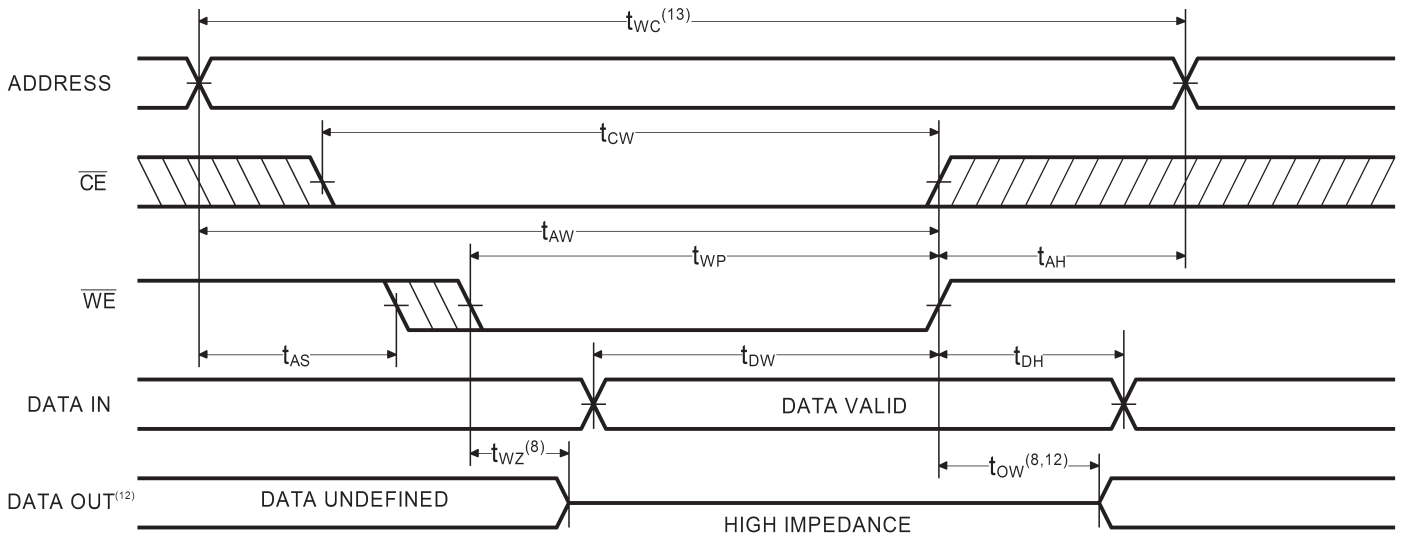 tWC(13)
ADDRESS
tCW
CE
tAW
tWP
tAH
WE
tAS
tDW
tDH
DATA IN
DATA VALID
tWZ(8)
tOW(8,12)
DATA OUT(12)
DATA UNDEFINED
HIGH IMPEDANCE